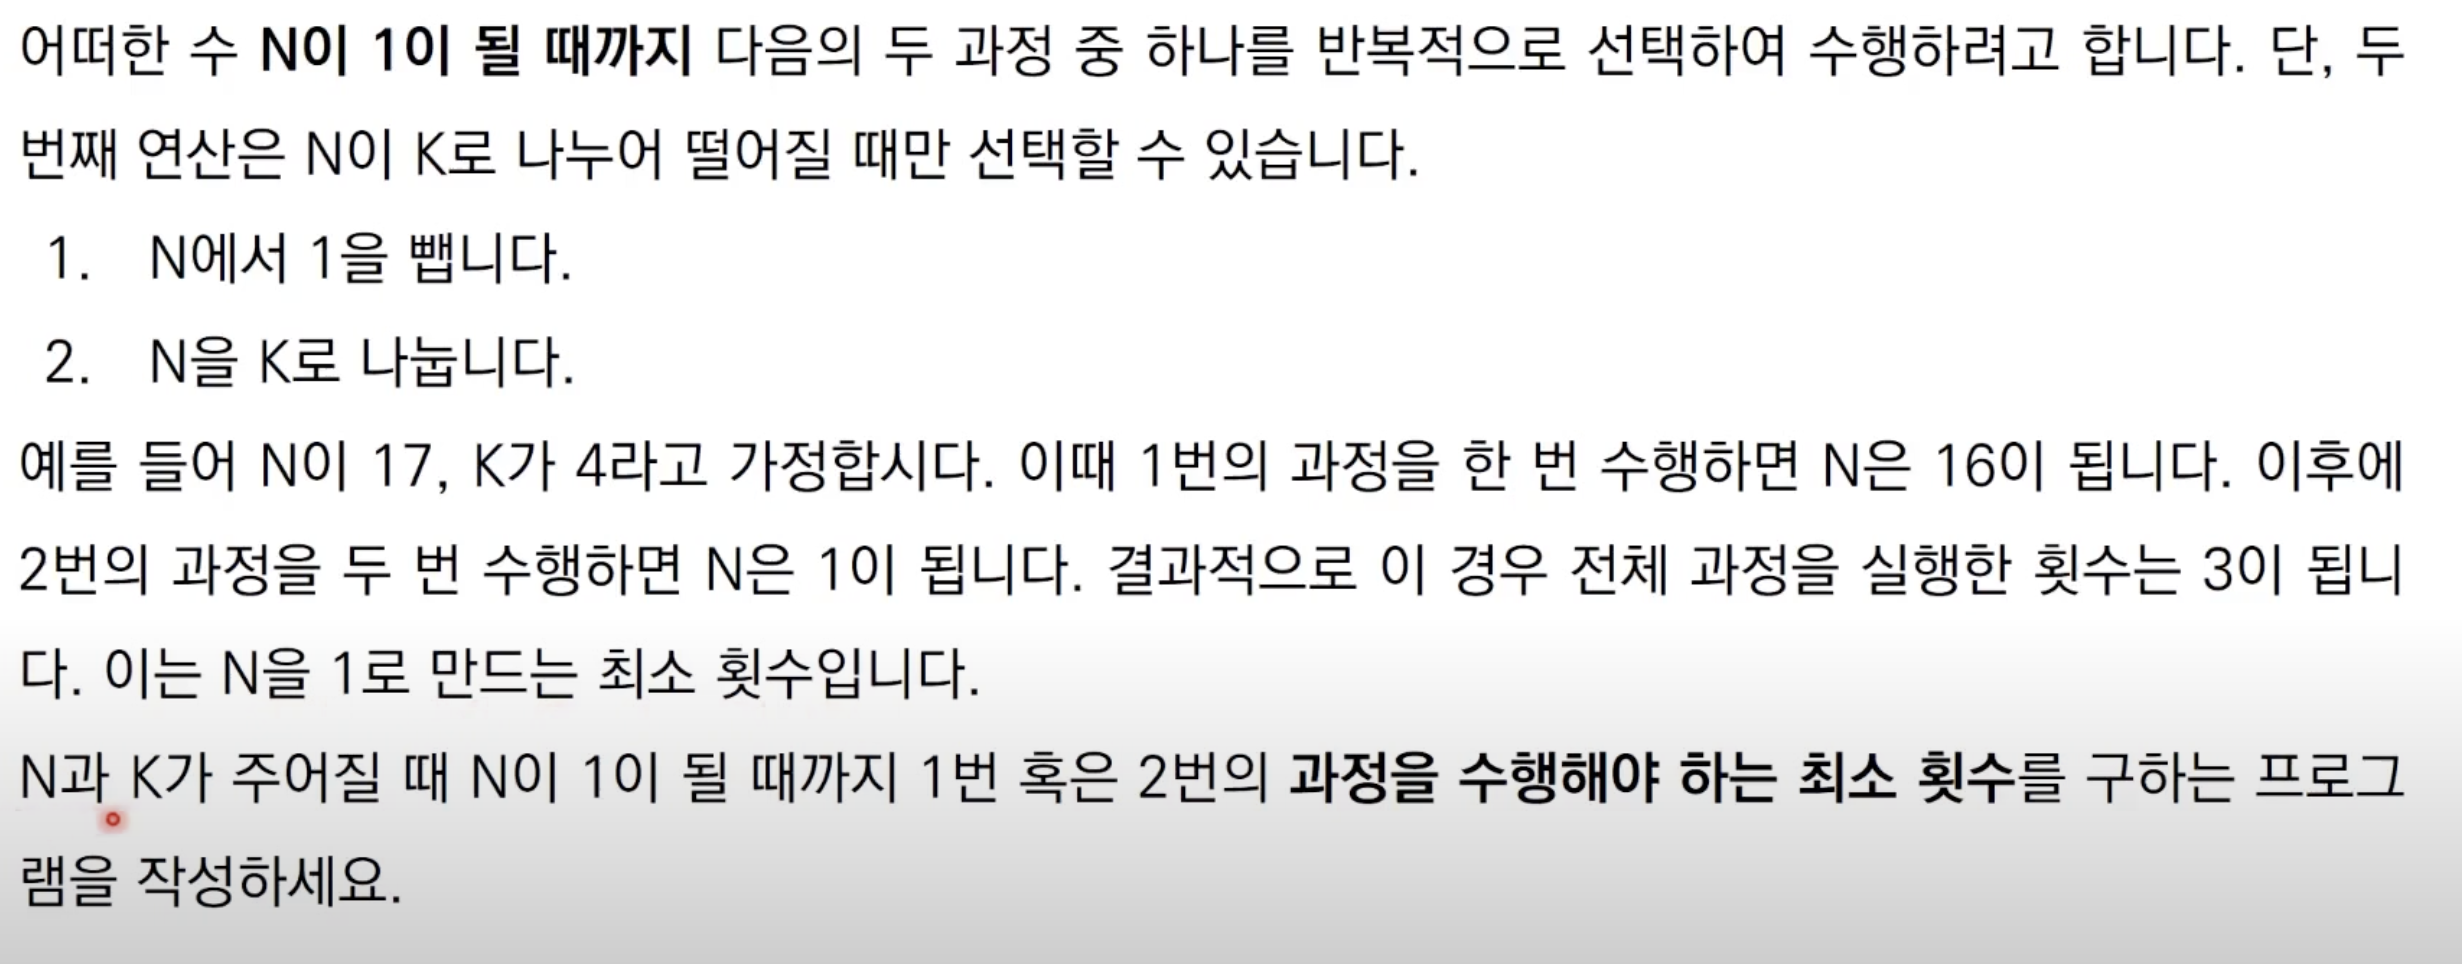 어떠한 수 N이 1이 될 때까지 다음의 두 과정 중 하나를 반복적으로 선택하여 수행하려고 합니다. 단, 두
번째 연산은 N이 K로 나누어 떨어질 때만 선택할 수 있습니다.
1. N에서 1을 뺍니다.
2. N을 K로 나눕니다.
예를 들어 N이 17, K가 4라고 가정합시다. 이때 1번의 과정을 한 번 수행하면 N은 16이 됩니다. 이후에
2번의 과정을 두 번 수행하면 N은 1이 됩니다. 결과적으로 이 경우 전체 과정을 실행한 횟수는 3이 됩니
다. 이는 N을 1로 만드는 최소 횟수입니다.
N과 K가 주어질 때 N이 1이 될 때까지 1번 혹은 2번의 과정을 수행해야 하는 최소 횟수를 구하는 프로그
램을 작성하세요.